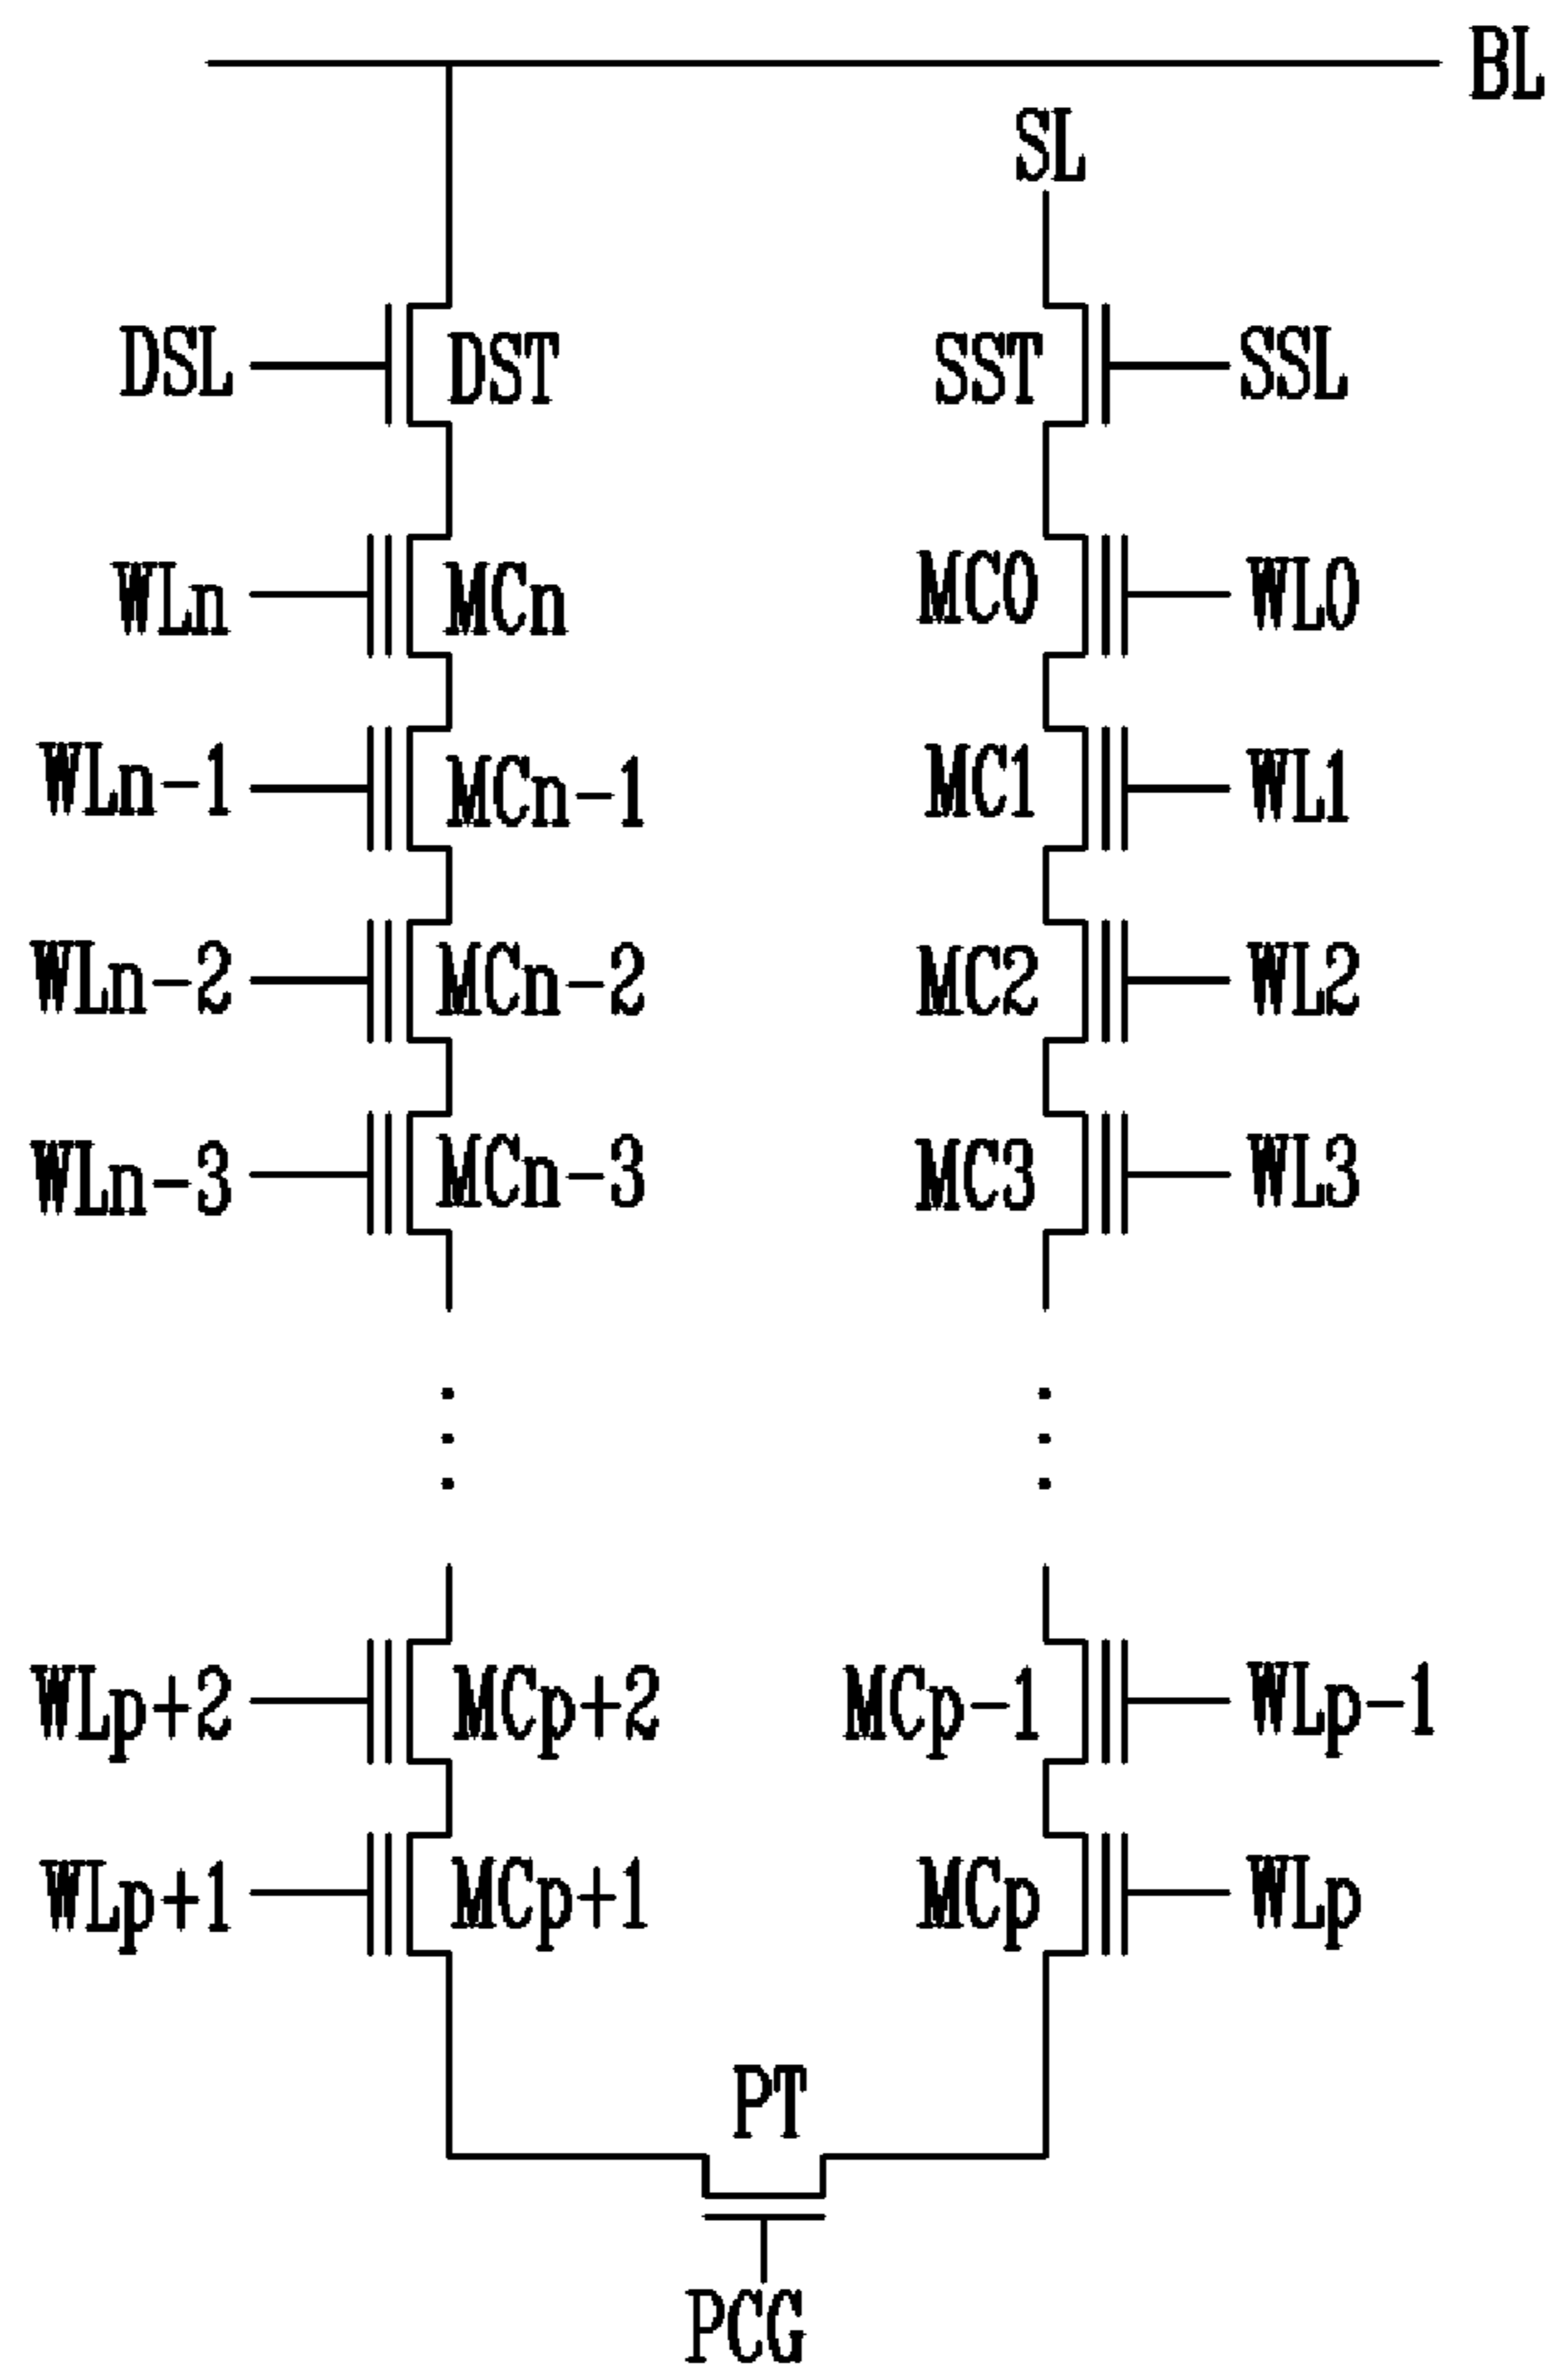 BL
SL
DSL DST SST SSL
WLn MCn MC0 WL0
WLn-1 MCn-1 MC1 WL1
WLn-2 MCn-2 MC2 WL2
WLn-3 MCn-3 MC3 WL3
WLp+2 MCp+2 MCp-1 WLp-1
WLp+1 MCp+1 MCp WLp
PT
PCG